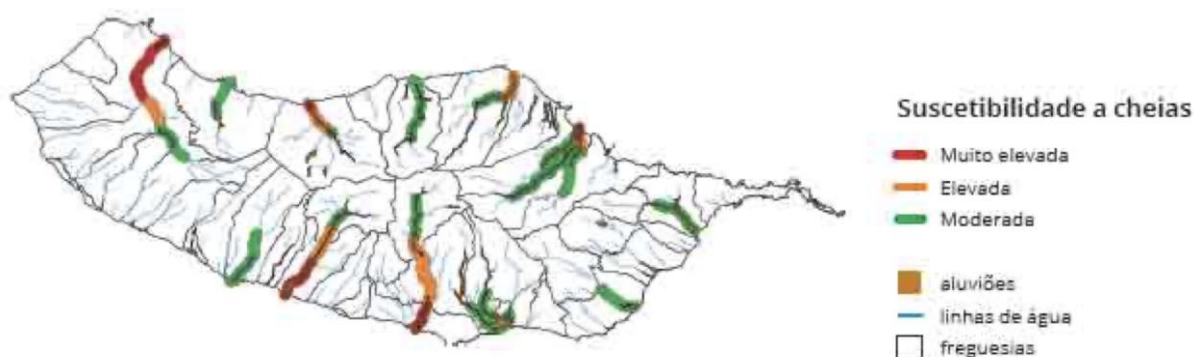 Suscetibilidade a cheias
Muito elevada
Elevada
Moderada
aluviões
linhas de água
freguesias